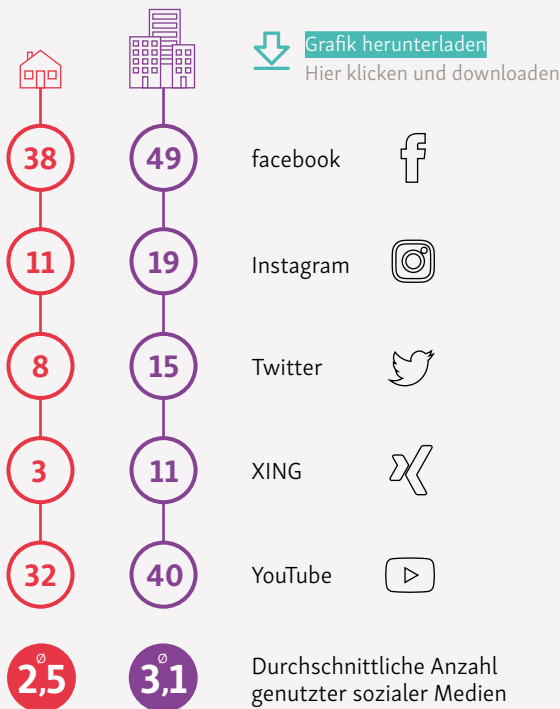 Grafik herunterladen
Hier klicken und downloaden
38 49 facebook
11 19 Instagram
8 15 Twitter
3 11 XING
32 40 YouTube
Ø Ø
2,5 3,1 Durchschnittliche Anzahl
genutzter sozialer Medien